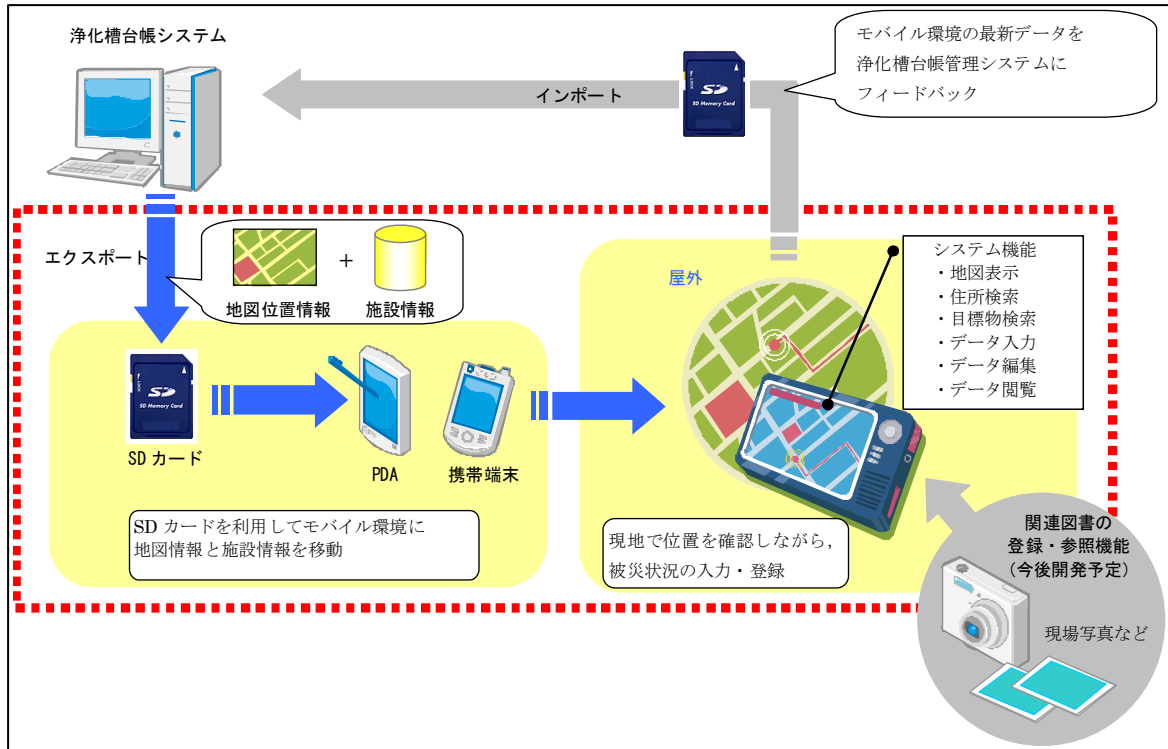 浄化槽台帳システム
モバイル環境の最新データを
浄化槽台帳管理システムに
フィードバック
インポート
LOCK
SD
SD Memory Card
エクスポート
+
地図位置情報
施設情報
屋外
システム機能
・地図表示
・住所検索
・目標物検索
・データ入力
・データ編集
・データ閲覧
LOCK
SD
SD Memory Card
SD カード
PDA
携帯端末
SD カードを利用してモバイル環境に
地図情報と施設情報を移動
現地で位置を確認しながら，
被災状況の入力・登録
関連図書の
登録・参照機能
(今後開発予定)
現場写真など